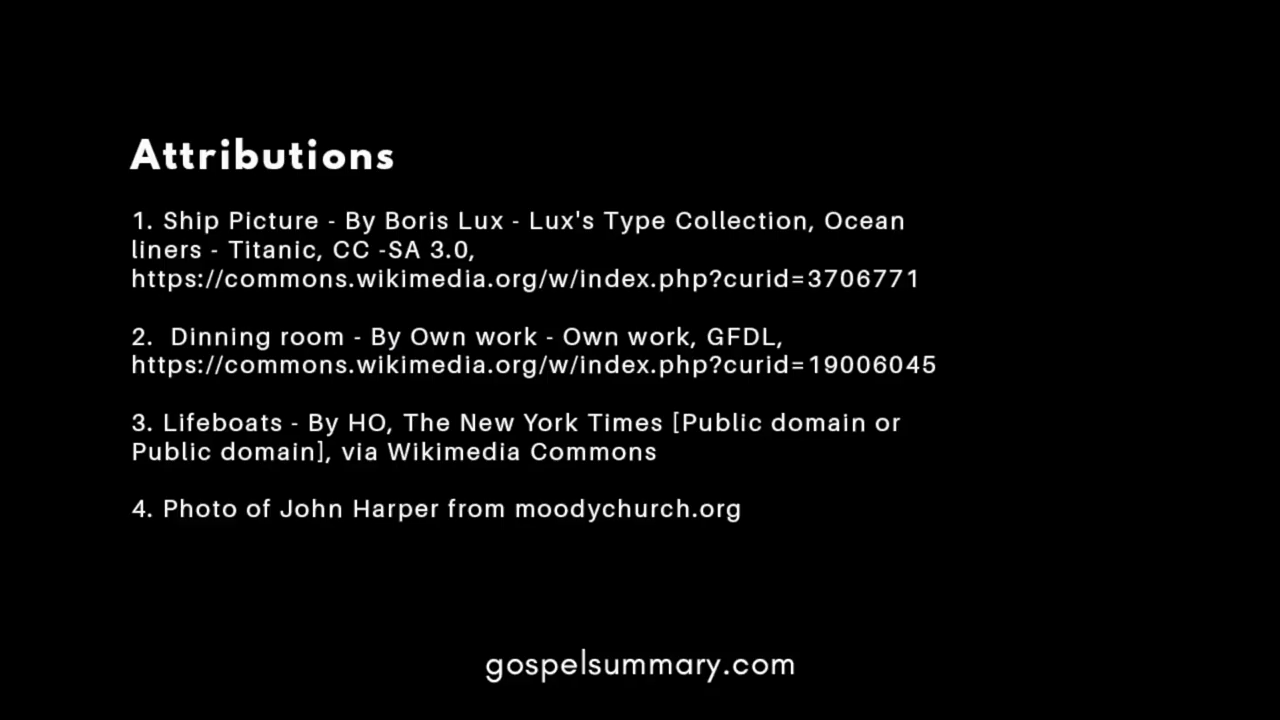 Attributions
1. Ship Picture - By Boris Lux - Lux's Type Collection, Ocean
liners - Titanic, CC -SA 3.0,
https://commons.wikimedia.org/w/index.php?curid=3706771
2.  Dinning room - By Own work - Own work, GFDL,
https://commons.wikimedia.org/w/index.php?curid=19006045
3. Lifeboats - By HO, The New York Times [Public domain or
Public domain], via Wikimedia Commons
4. Photo of John Harper from moodychurch.org
gospelsummary.com